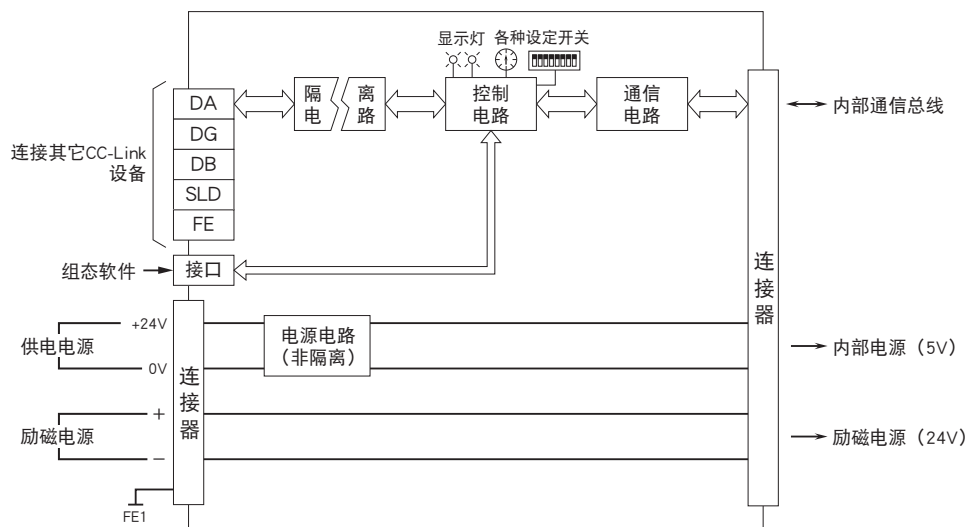 显示灯 各种设定开关
DA
DG
DB
SLD
FE
连接其它CC-Link
设备
隔 离
电 路
控制
电路
通信
电路
内部通信总线
组态软件
接口
连接器
+24V
供电电源
0V
连接器
电源电路
（非隔离）
内部电源（5V）
+
励磁电源
−
励磁电源（24V）
FE1